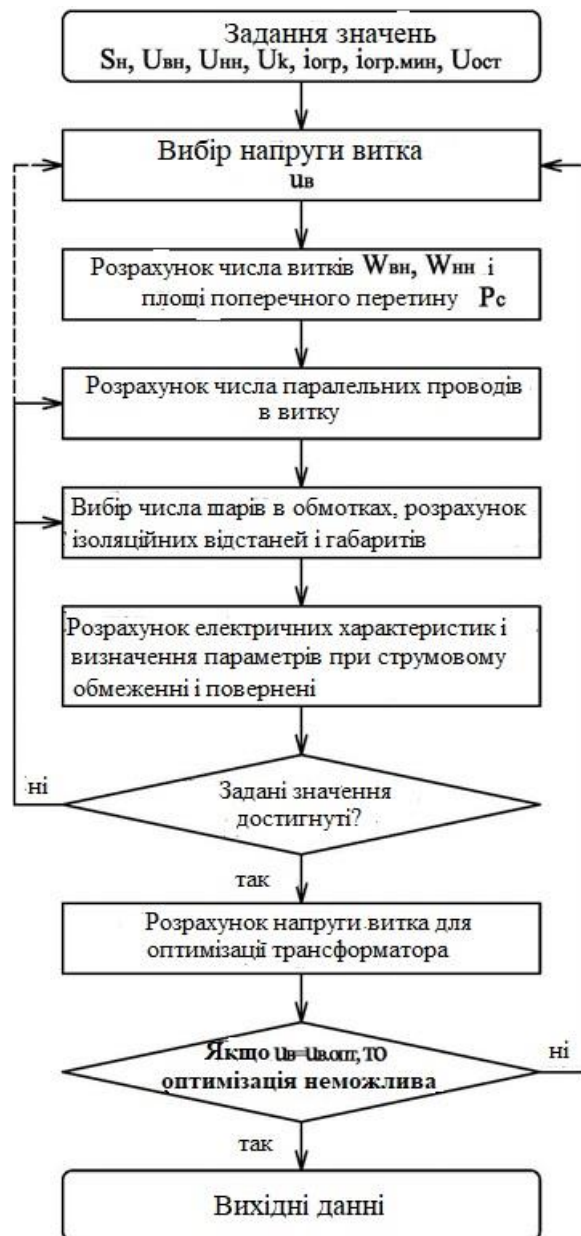 Задання значень
Sн, Uвн, Uнн, Uk, iогр, iогр.мин, Uост
Вибір напруги витка
uв
Розрахунок числа витків Wвн, Wнн і
площі поперечного перетину Pс
Розрахунок числа паралельних проводів
в витку
Вибір числа шарів в обмотках, розрахунок
ізоляційних відстаней і габаритів
Розрахунок електричних характеристик і
визначення параметрів при струмовому
обмеженні і поверненні
ні
Задані значення
достигнуті?
так
Розрахунок напруги витка для
оптимізації трансформатора
Якщо uв=uв.опт, то
оптимізація неможлива
ні
так
Вихідні данні